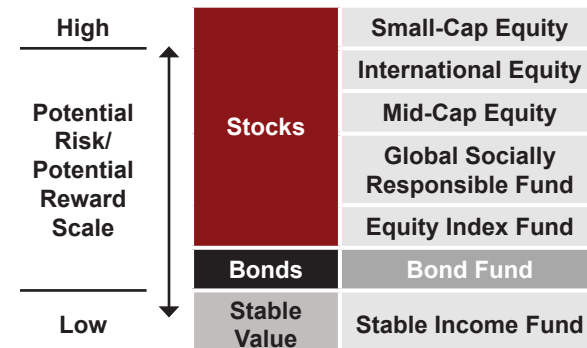 High
Potential
Risk/
Potential
Reward
Scale
Low
Stocks
Bonds
Stable
Value
Small-Cap Equity
International Equity
Mid-Cap Equity
Global Socially
Responsible Fund
Equity Index Fund
Bond Fund
Stable Income Fund